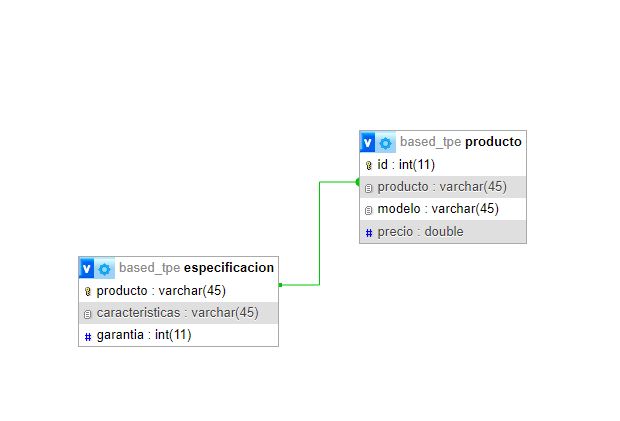 v based_tpe producto
id : int(11)
producto : varchar(45)
modelo : varchar(45)
# precio : double
v based_tpe especificacion
producto : varchar(45)
caracteristicas : varchar(45)
# garantia : int(11)